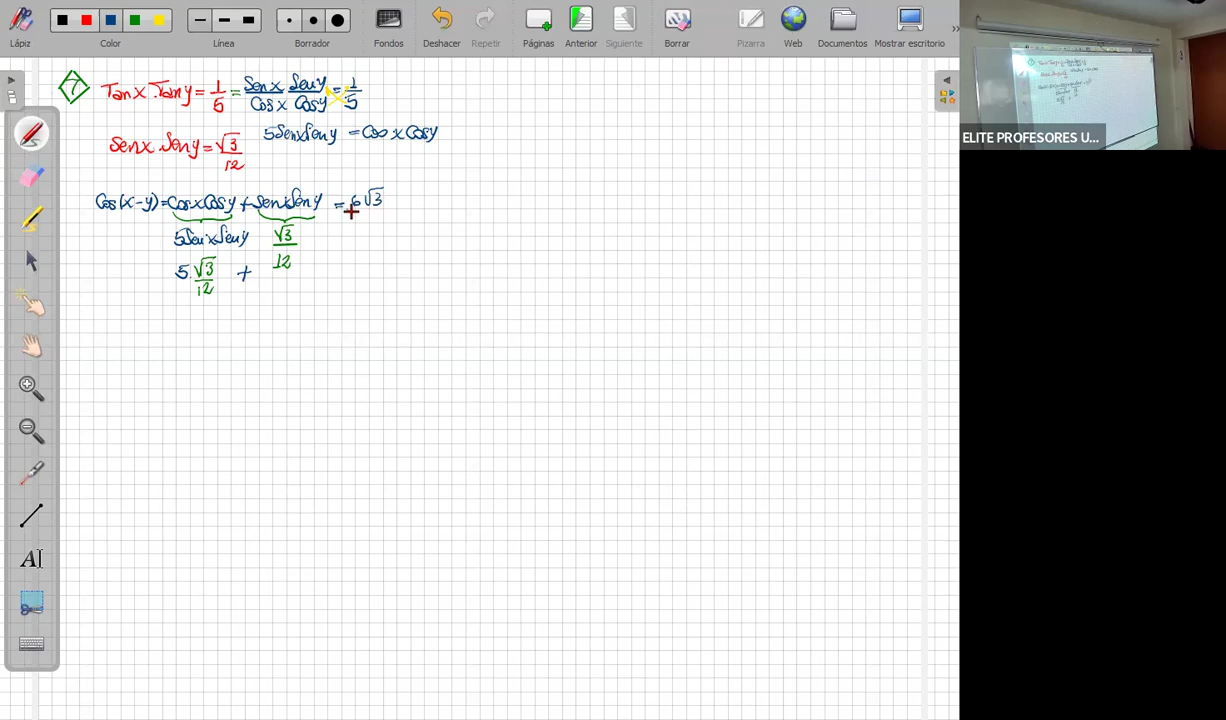 Lápiz Color Línea Borrador Fondos Deshacer Repetir Páginas Anterior Siguiente Borrar Pizarra Web Documentos Mostrar escritorio »
7 Tan x Tan y = 1/5 = Sen x Sen y / Cos x Cos y = 1/5
5 Sen x Sen y = Cos x Cos y
Sen x Sen y = √3/12
Cos(x-y) = Cos x Cos y + Sen x Sen y = 6√3
5 Sen x Sen y √3/12
5. √3/12 +
AI
ELITE PROFESORES U...